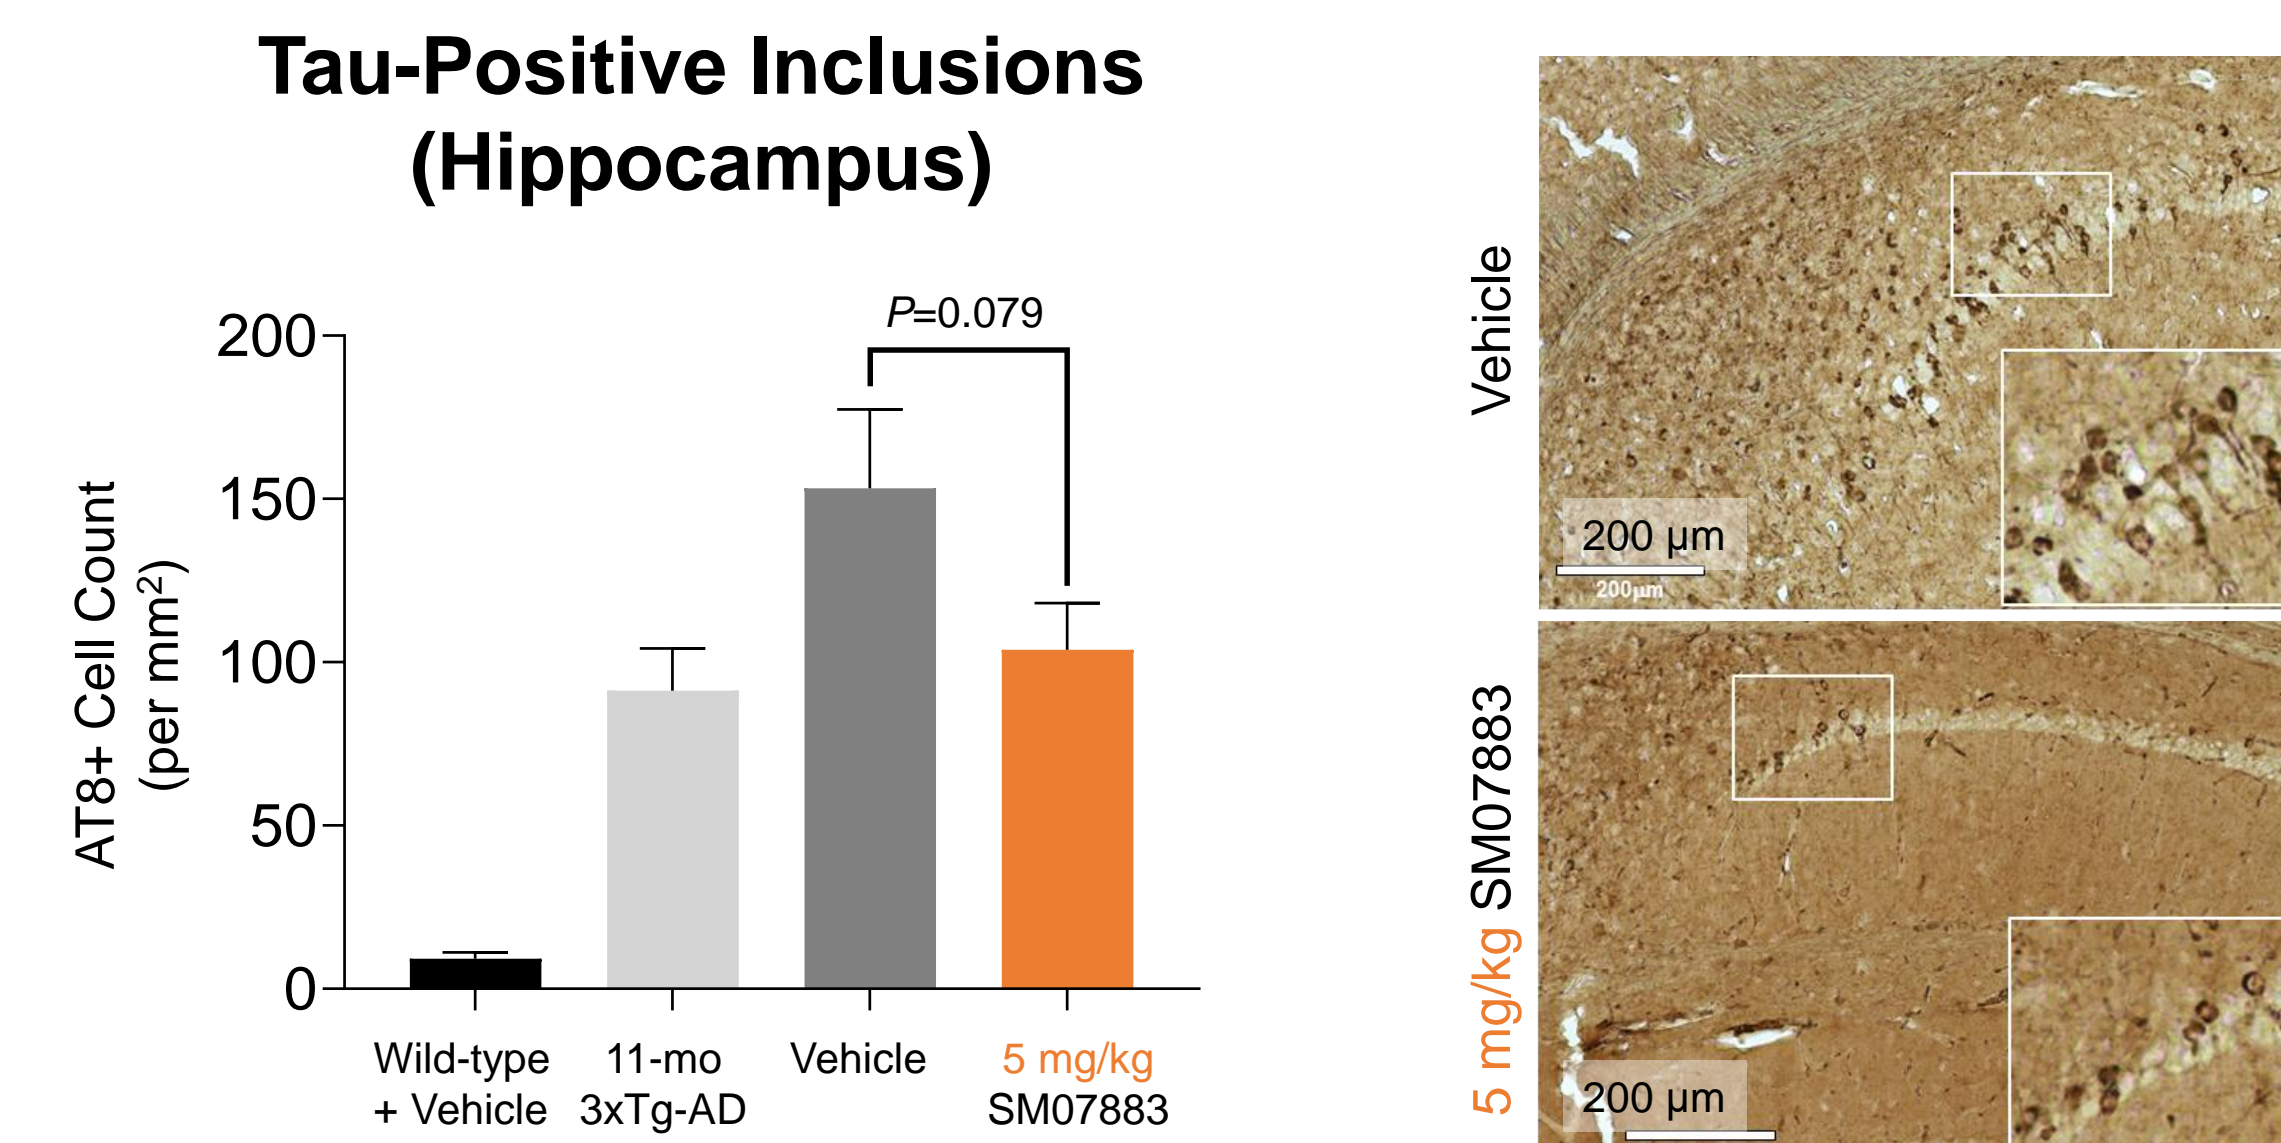 Tau-Positive Inclusions
(Hippocampus)
P=0.079
200
150
100
50
0
AT8+ Cell Count
(per mm²)
Wild-type
+ Vehicle
11-mo
3xTg-AD
Vehicle
5 mg/kg
SM07883
Vehicle
200 μm
200μm
5 mg/kg SM07883
200 μm